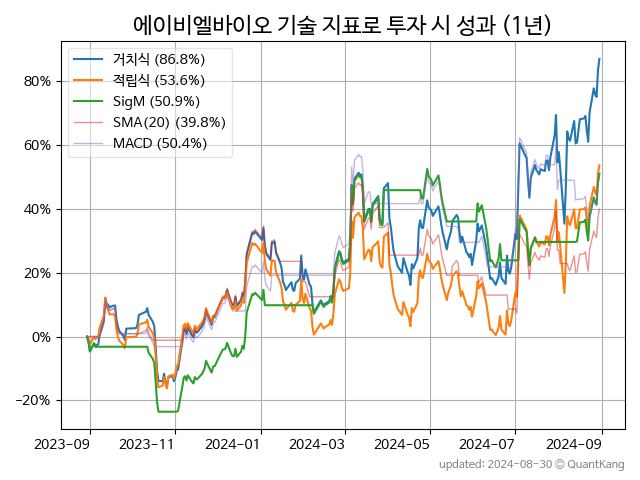 에이비엘바이오 기술 지표로 투자 시 성과 (1년)
거치식 (86.8%)
적립식 (53.6%)
SigM (50.9%)
SMA(20) (39.8%)
MACD (50.4%)
80%
60%
40%
20%
0%
−20%
2023-09 2023-11 2024-01 2024-03 2024-05 2024-07 2024-09
updated: 2024-08-30 © QuantKang